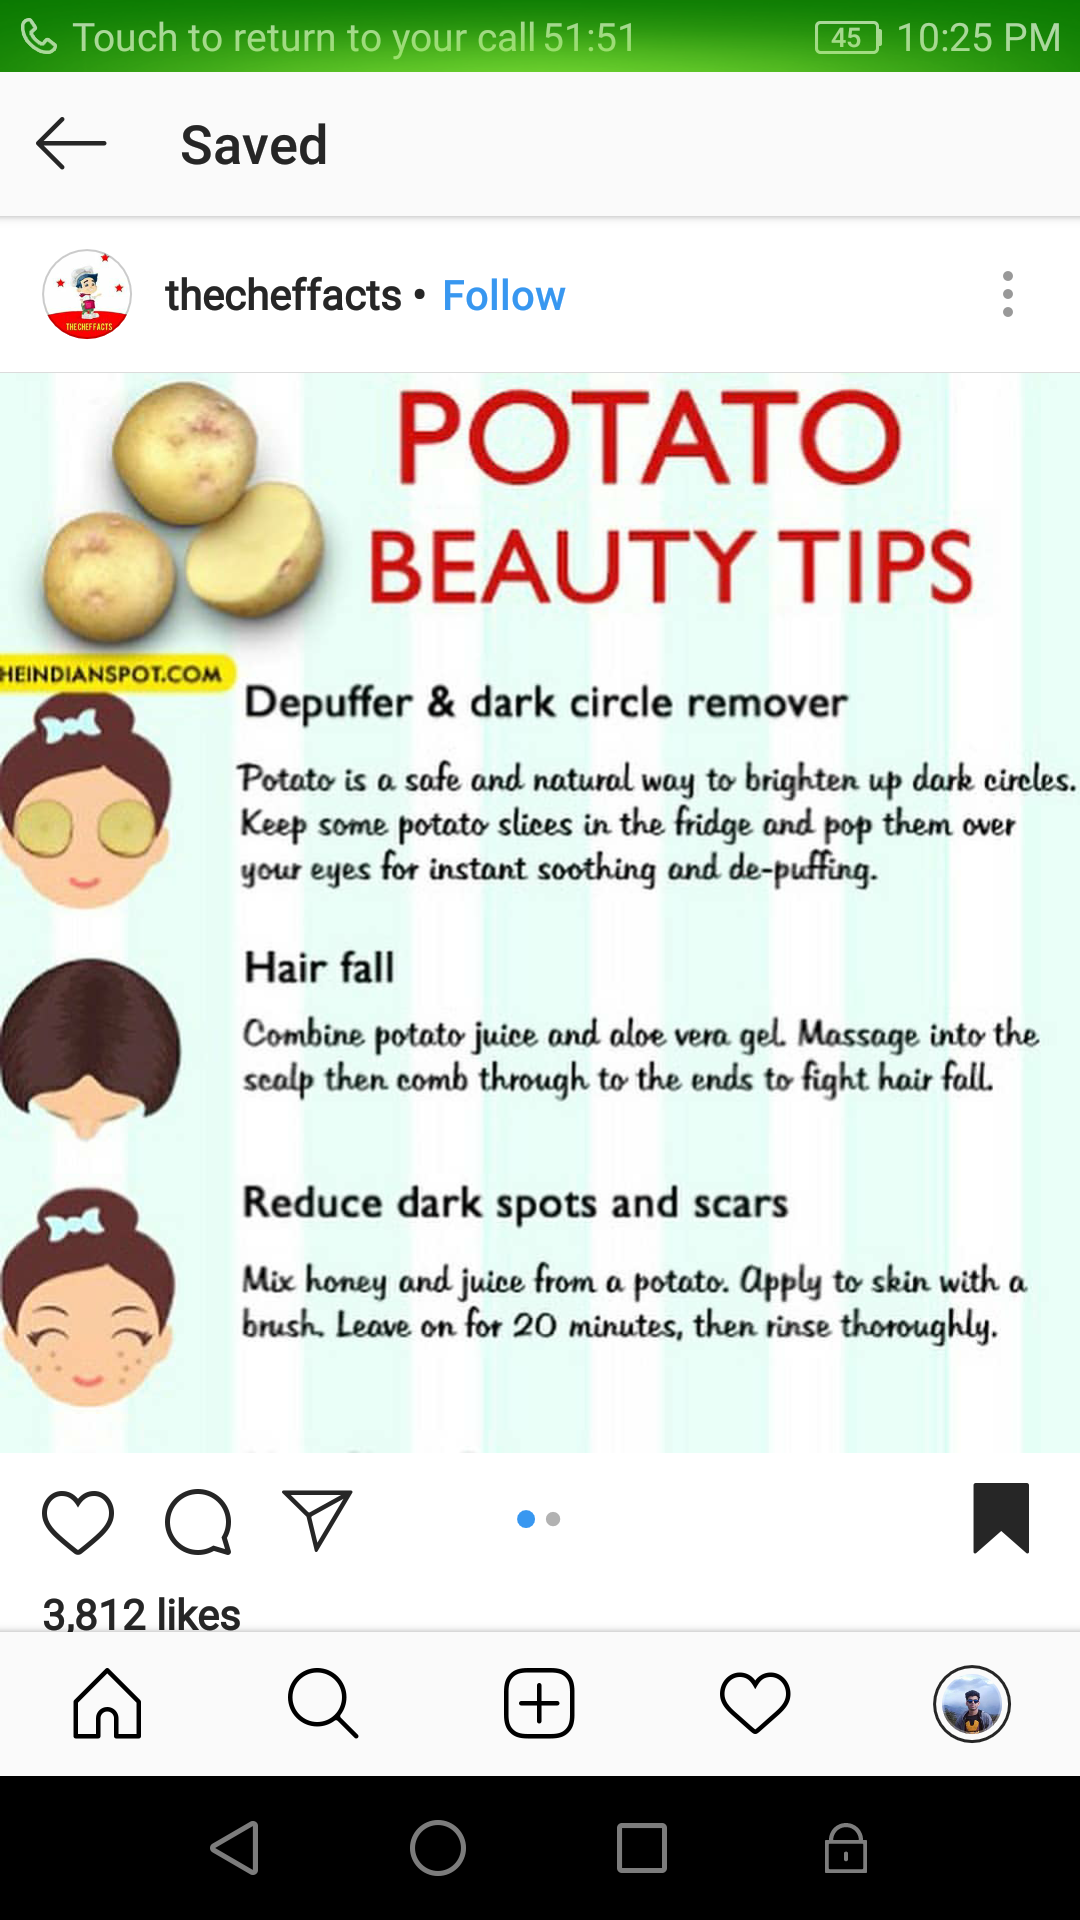 Touch to return to your call 51:51
45
10:25 PM
Saved
thecheffacts • Follow
THECHEFFACTS
POTATO
BEAUTY TIPS
HEINDIANSPOT.COM
Depuffer & dark circle remover
Potato is a safe and natural way to brighten up dark circles.
Keep some potato slices in the fridge and pop them over
your eyes for instant soothing and de-puffing.
Hair fall
Combine potato juice and aloe vera gel. Massage into the
scalp then comb through to the ends to fight hair fall.
Reduce dark spots and scars
Mix honey and juice from a potato. Apply to skin with a
brush. Leave on for 20 minutes, then rinse thoroughly.
3,812 likes